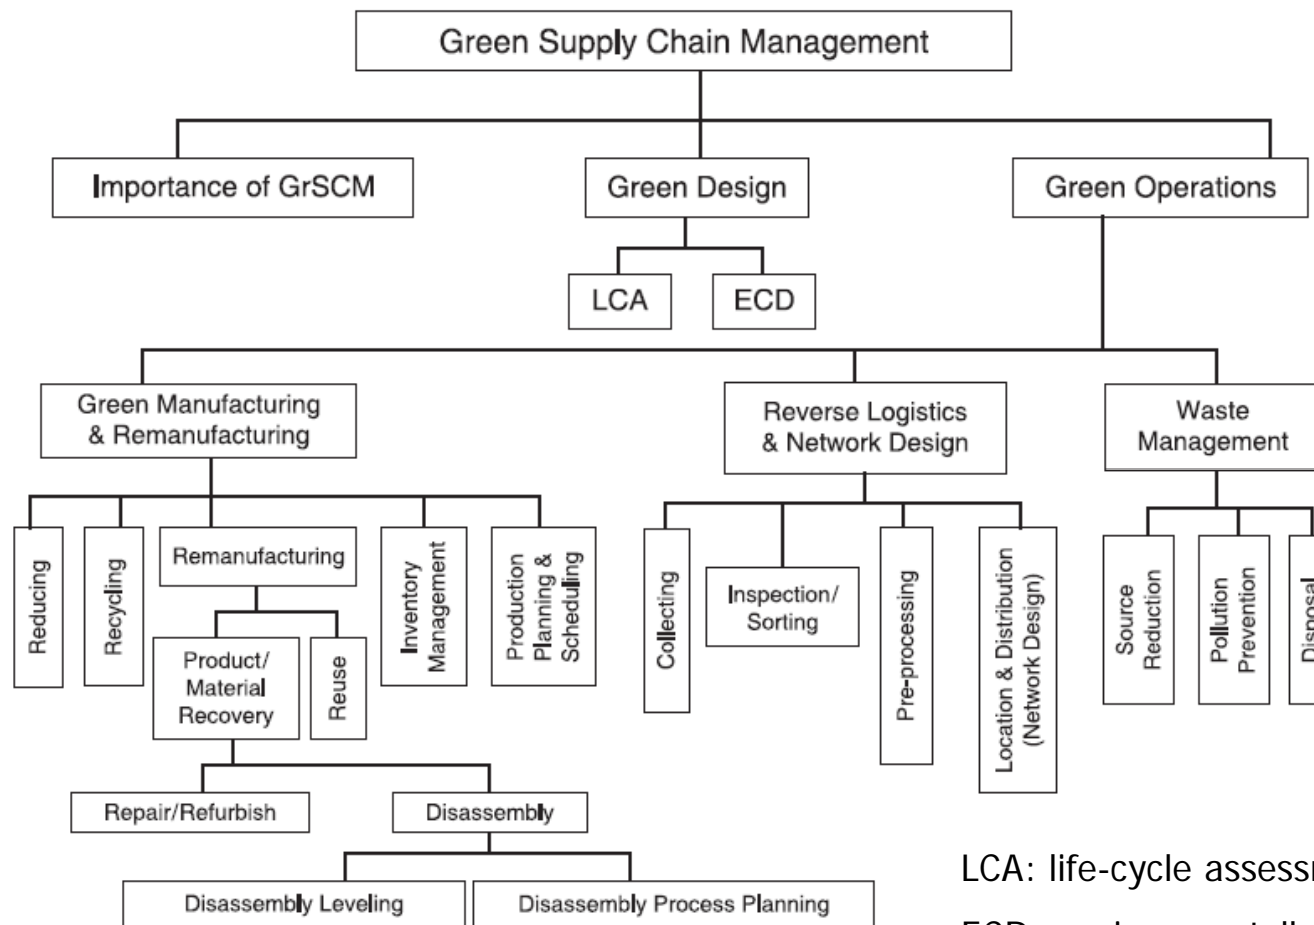 Green Supply Chain Management
Importance of GrSCM
Green Design
Green Operations
LCA
ECD
Green Manufacturing
& Remanufacturing
Reverse Logistics
& Network Design
Waste
Management
Reducing
Recycling
Remanufacturing
Inventory
Management
Production
Planning &
Scheduling
Collecting
Inspection/
Sorting
Pre-processing
Location & Distribution
(Network Design)
Source
Reduction
Pollution
Prevention
Disposal
Product/
Material
Recovery
Reuse
Repair/Refurbish
Disassembly
Disassembly Leveling
Disassembly Process Planning
LCA: life-cycle